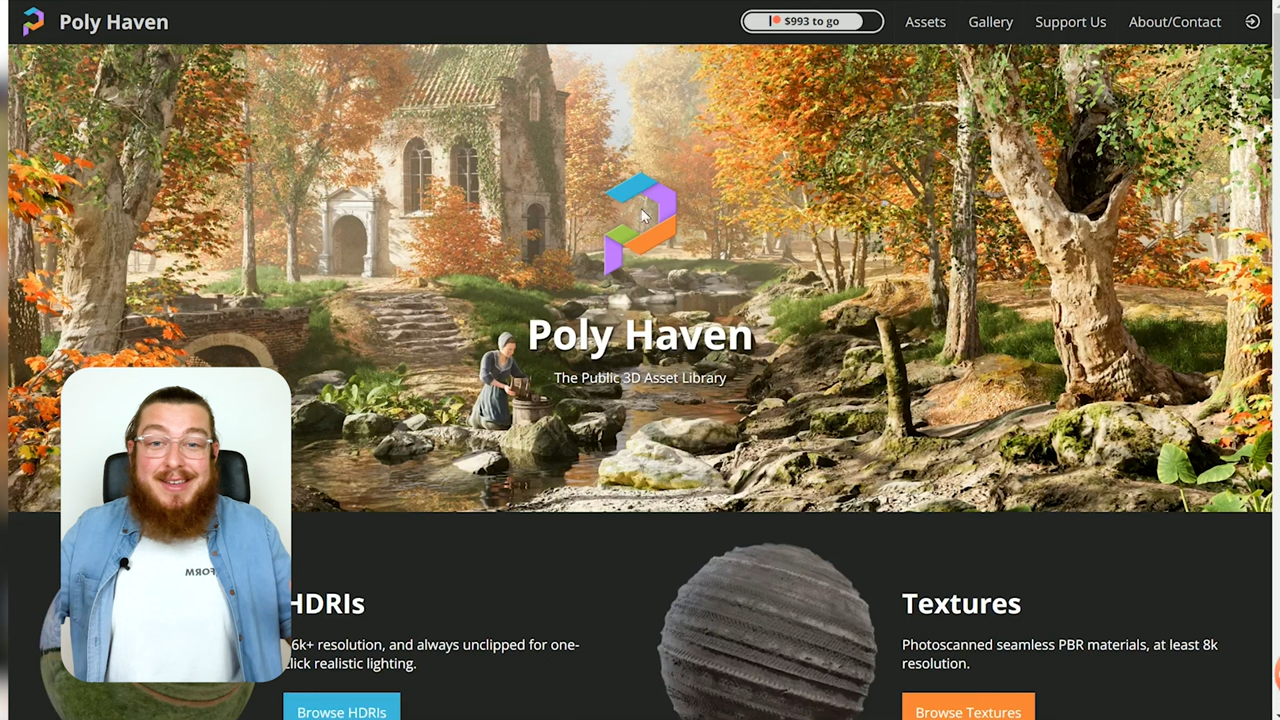 Poly Haven
$993 to go
Assets
Gallery
Support Us
About/Contact
Poly Haven
The Public 3D Asset Library
HDRIs
6k+ resolution, and always unclipped for one-
click realistic lighting.
Browse HDRIs
Textures
Photoscanned seamless PBR materials, at least 8k
resolution.
Browse Textures
FORM